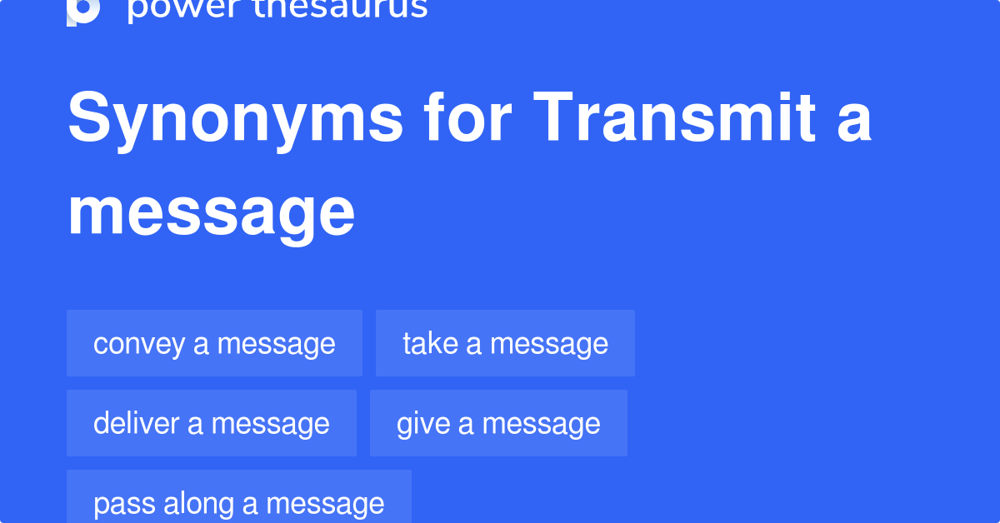 power thesaurus
Synonyms for Transmit a
message
convey a message
take a message
deliver a message
give a message
pass along a message